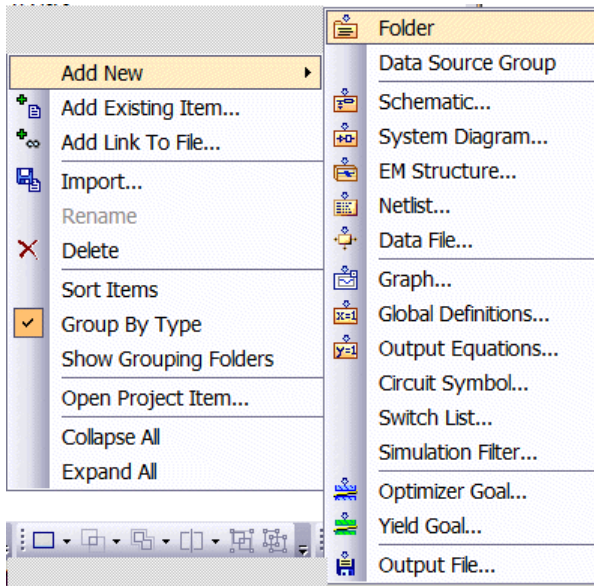 Add New
Add Existing Item...
Add Link To File...
Import...
Rename
Delete
Sort Items
Group By Type
Show Grouping Folders
Open Project Item...
Collapse All
Expand All
Folder
Data Source Group
Schematic...
System Diagram...
EM Structure...
Netlist...
Data File...
Graph...
x=1 Global Definitions...
y=1 Output Equations...
Circuit Symbol...
Switch List...
Simulation Filter...
Optimizer Goal...
Yield Goal...
Output File...